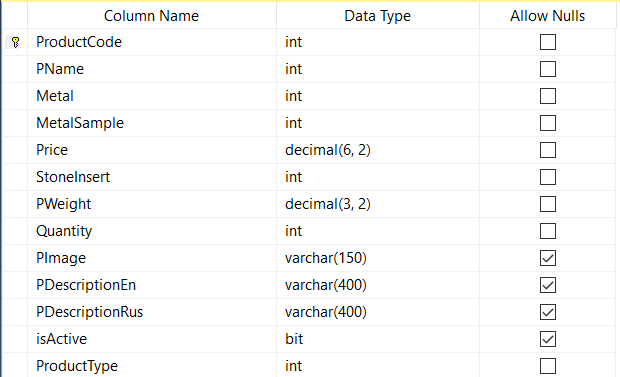 Column Name Data Type Allow Nulls
ProductCode int
PName int
Metal int
MetalSample int
Price decimal(6, 2)
StoneInsert int
PWeight decimal(3, 2)
Quantity int
PImage varchar(150)
PDescriptionEn varchar(400)
PDescriptionRus varchar(400)
isActive bit
ProductType int